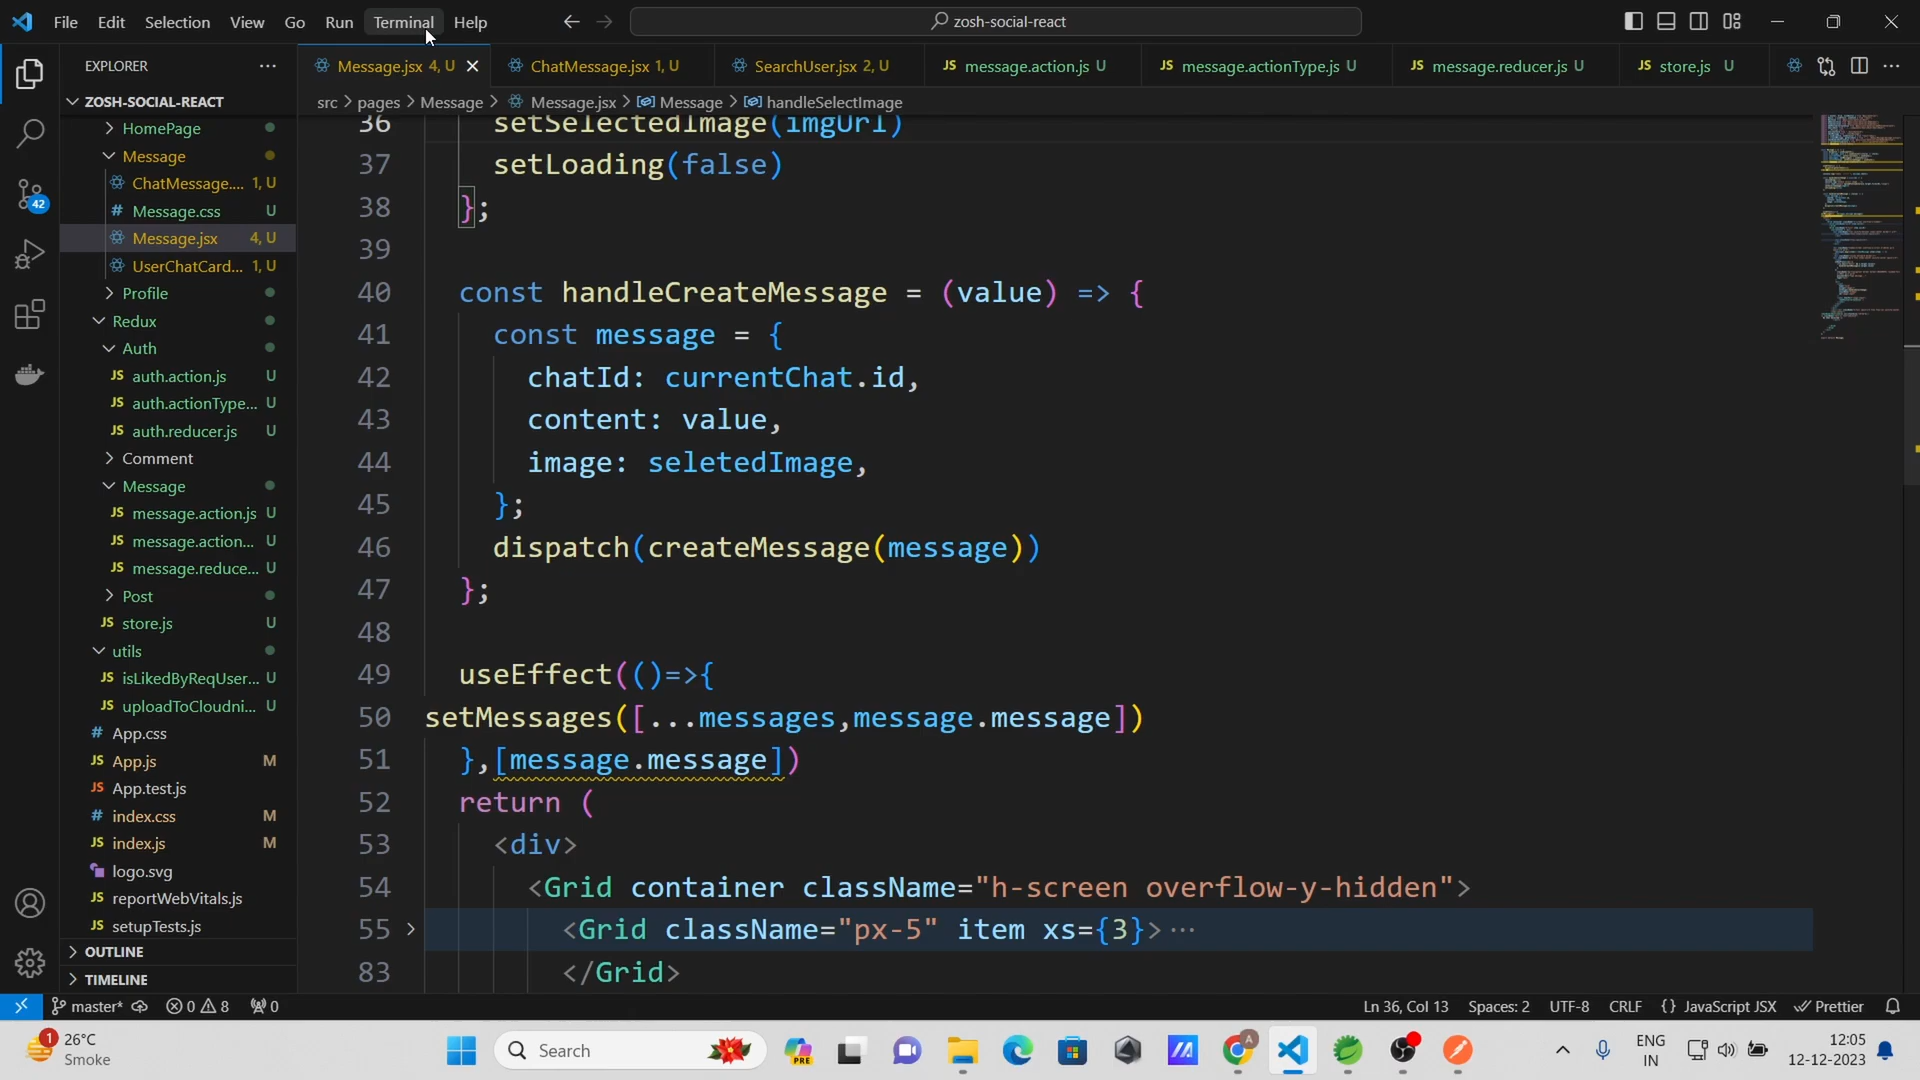 File Edit Selection View Go Run Terminal Help
zosh-social-react
EXPLORER
Message.jsx 4, U
ChatMessage.jsx 1, U
SearchUser.jsx 2, U
JS message.action.js U
JS message.actionType.js U
JS message.reducer.js U
JS store.js U
src > pages > Message > Message.jsx > Message > handleSelectImage
ZOSH-SOCIAL-REACT
HomePage
Message
ChatMessage.... 1, U
# Message.css U
Message.jsx 4, U
UserChatCard... 1, U
Profile
Redux
Auth
JS auth.action.js U
JS auth.actionType... U
JS auth.reducer.js U
Comment
Message
JS message.action.js U
JS message.action... U
JS message.reduce... U
Post
JS store.js U
utils
JS isLikedByReqUser... U
JS uploadToCloudni... U
# App.css
JS App.js M
JS App.test.js
# index.css M
JS index.js M
logo.svg
JS reportWebVitals.js
JS setupTests.js
OUTLINE
TIMELINE
42
36 setSelectedImage(imgUrl)
37 setLoading(false)
38 };
39
40 const handleCreateMessage = (value) => {
41 const message = {
42 chatId: currentChat.id,
43 content: value,
44 image: seletedImage,
45 };
46 dispatch(createMessage(message))
47 };
48
49 useEffect(()=>{
50 setMessages([...messages,message.message])
51 },[message.message])
52 return (
53 <div>
54 <Grid container className="h-screen overflow-y-hidden">
55 <Grid className="px-5" item xs={3}> ...
83 </Grid>
master* 0 8 0
Ln 36, Col 13 Spaces: 2 UTF-8 CRLF {} JavaScript JSX Prettier
1
26°C
Smoke
Search
PRE
A
ENG
IN
12:05
12-12-2023